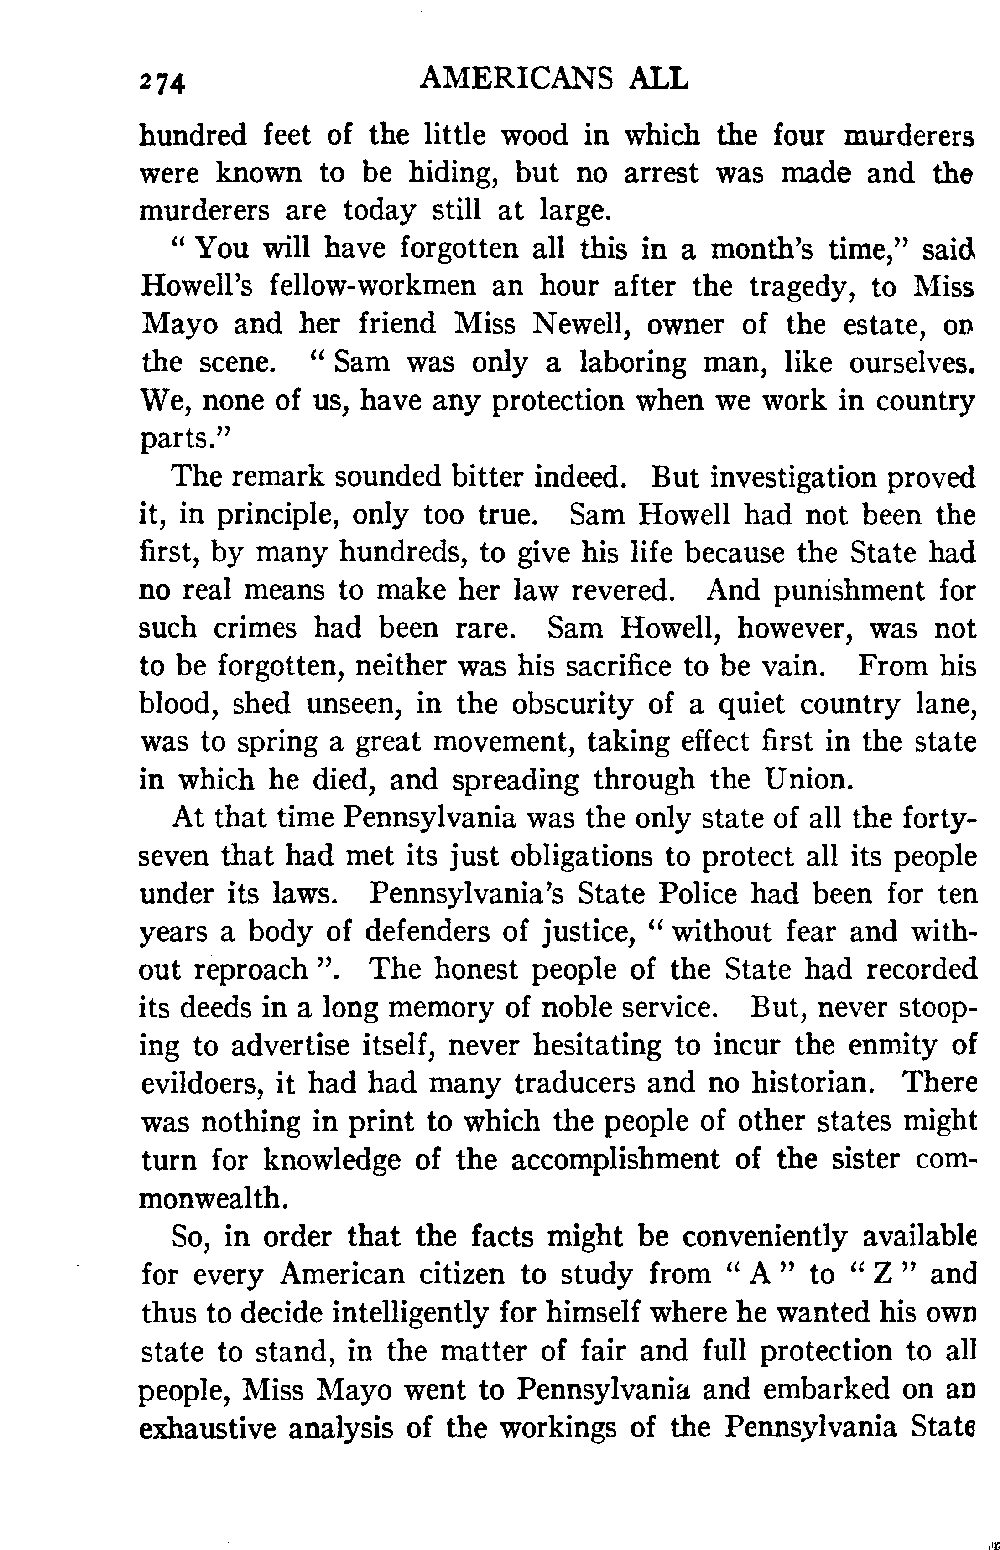 274 AMERICANS ALL
hundred feet of the little wood in which the four murderers
were known to be hiding, but no arrest was made and the
murderers are today still at large.
“ You will have forgotten all this in a month’s time,” said
Howell’s fellow-workmen an hour after the tragedy, to Miss
Mayo and her friend Miss Newell, owner of the estate, on
the scene. “ Sam was only a laboring man, like ourselves.
We, none of us, have any protection when we work in country
parts.”
The remark sounded bitter indeed. But investigation proved
it, in principle, only too true. Sam Howell had not been the
first, by many hundreds, to give his life because the State had
no real means to make her law revered. And punishment for
such crimes had been rare. Sam Howell, however, was not
to be forgotten, neither was his sacrifice to be vain. From his
blood, shed unseen, in the obscurity of a quiet country lane,
was to spring a great movement, taking effect first in the state
in which he died, and spreading through the Union.
At that time Pennsylvania was the only state of all the forty-
seven that had met its just obligations to protect all its people
under its laws. Pennsylvania’s State Police had been for ten
years a body of defenders of justice, “ without fear and with-
out reproach ”. The honest people of the State had recorded
its deeds in a long memory of noble service. But, never stoop-
ing to advertise itself, never hesitating to incur the enmity of
evildoers, it had had many traducers and no historian. There
was nothing in print to which the people of other states might
turn for knowledge of the accomplishment of the sister com-
monwealth.
So, in order that the facts might be conveniently available
for every American citizen to study from “ A ” to “ Z ” and
thus to decide intelligently for himself where he wanted his own
state to stand, in the matter of fair and full protection to all
people, Miss Mayo went to Pennsylvania and embarked on an
exhaustive analysis of the workings of the Pennsylvania State